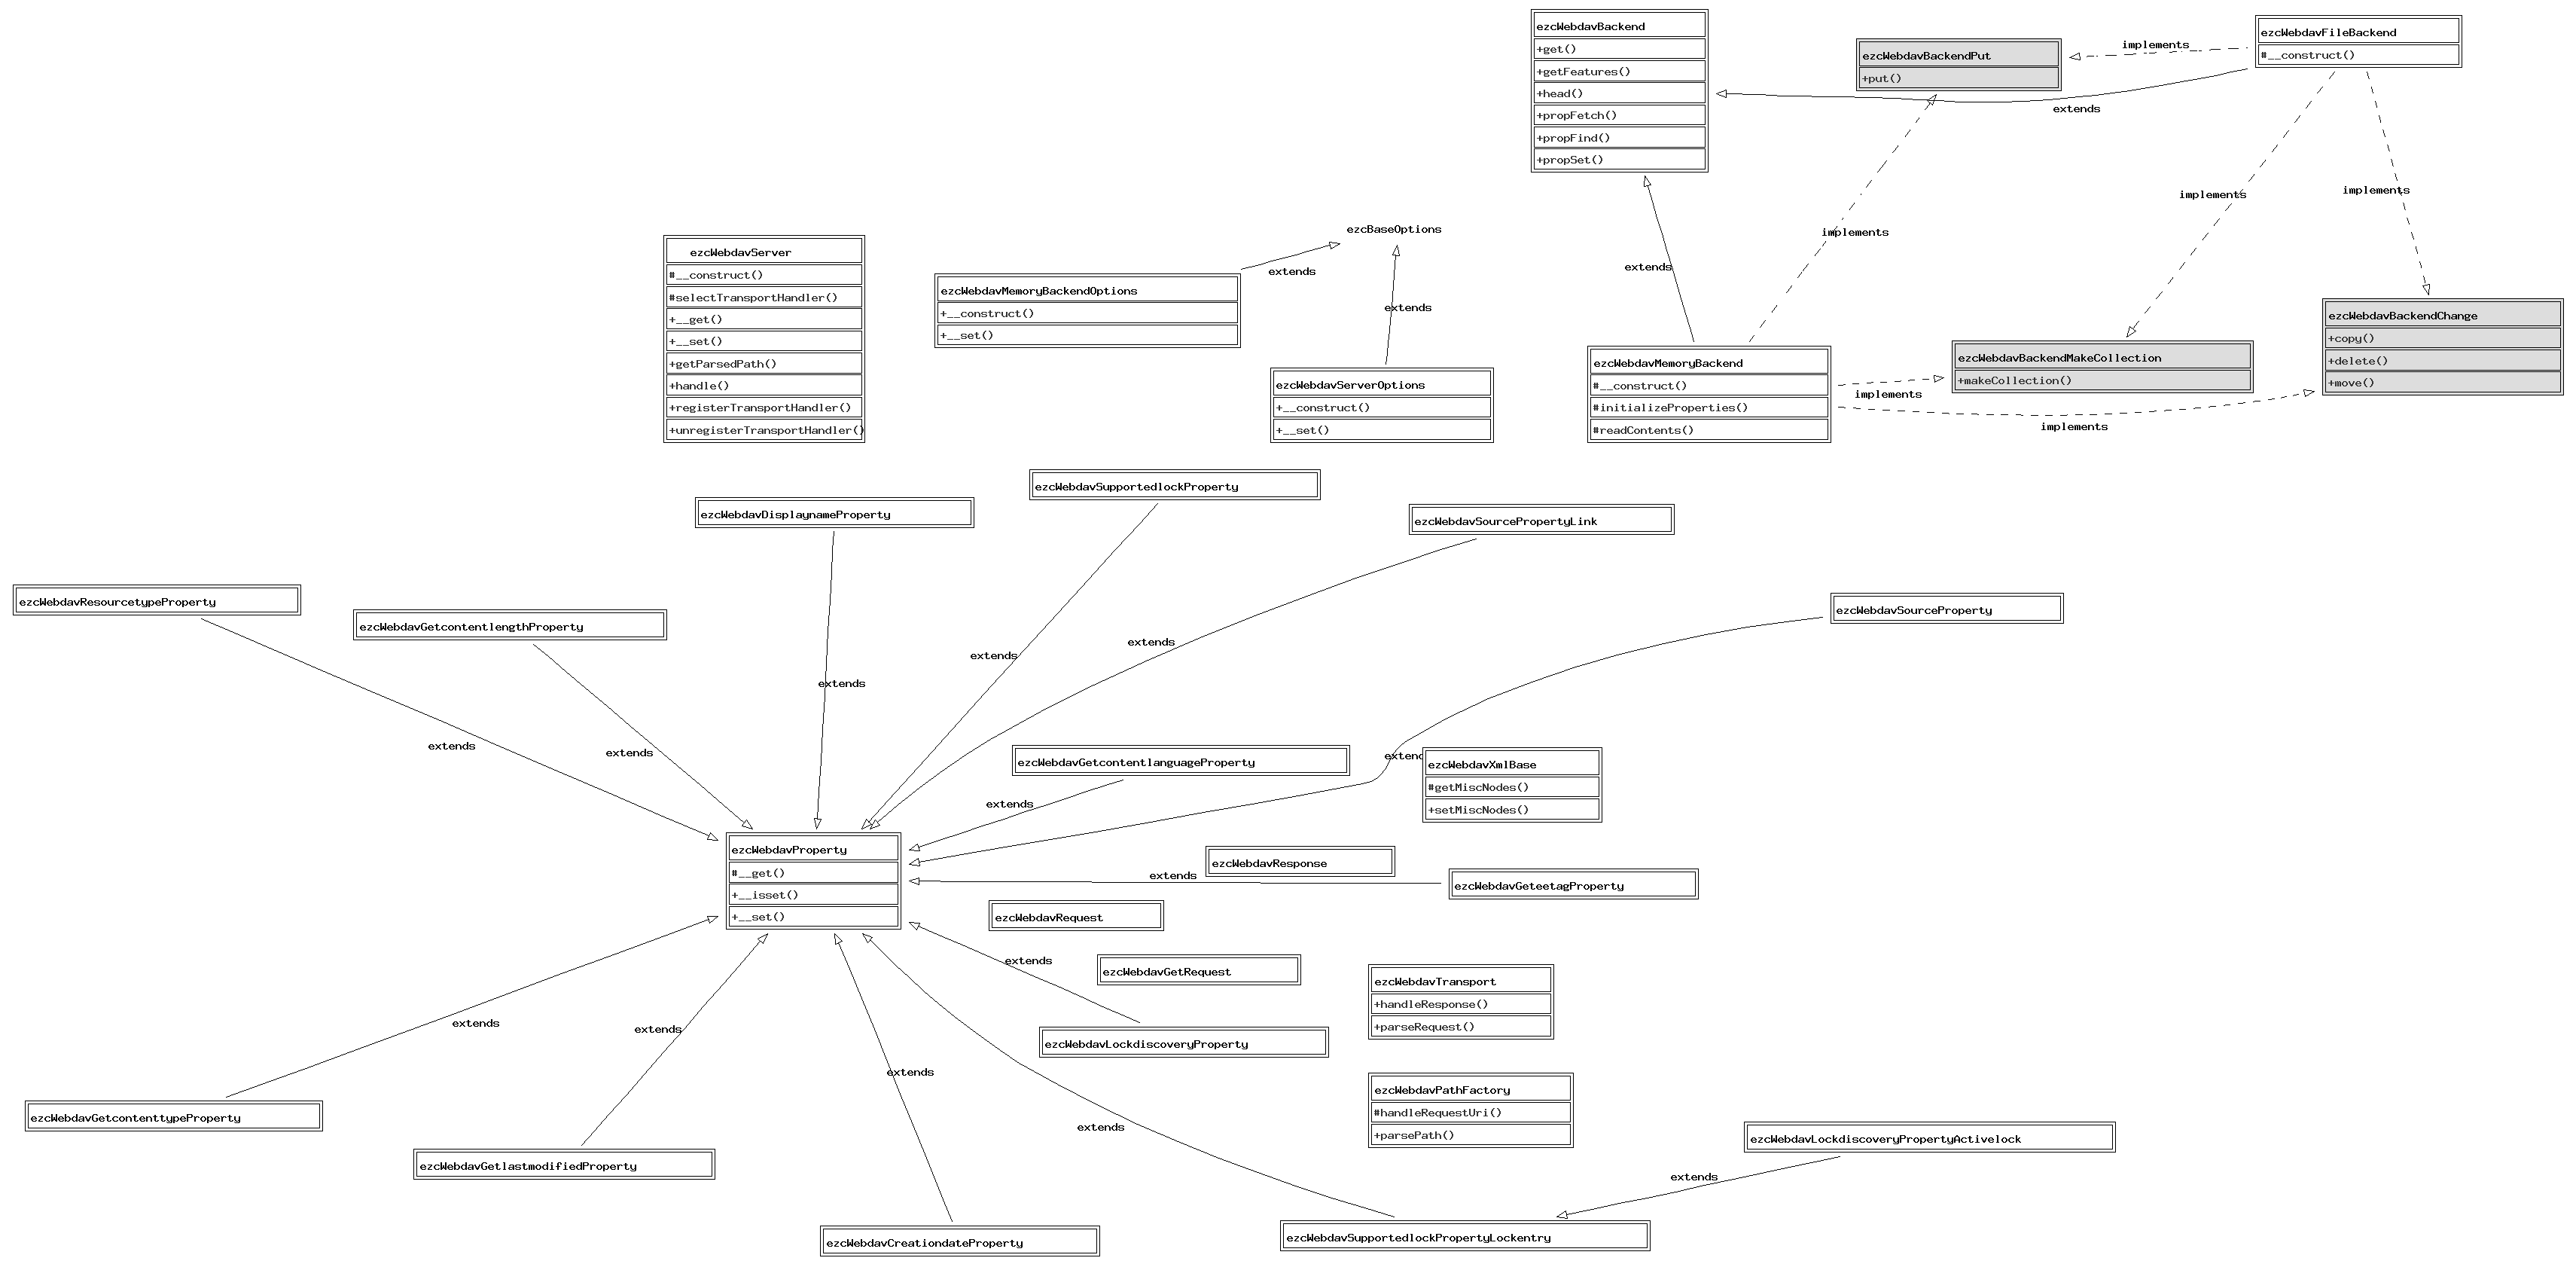 ezcWebdavBackend
+get()
+getFeatures()
+head()
+propFetch()
+propFind()
+propSet()
ezcWebdavBackendPut
+put()
implements
ezcWebdavFileBackend
#__construct()
extends
implements
implements
implements
extends
ezcWebdavServer
#__construct()
#selectTransportHandler()
+__get()
+__set()
+getParsedPath()
+handle()
+registerTransportHandler()
+unregisterTransportHandler()
ezcBaseOptions
extends
ezcWebdavMemoryBackendOptions
+__construct()
+__set()
extends
ezcWebdavServerOptions
+__construct()
+__set()
ezcWebdavMemoryBackend
#__construct()
#initializeProperties()
#readContents()
implements
implements
ezcWebdavBackendMakeCollection
+makeCollection()
ezcWebdavBackendChange
+copy()
+delete()
+move()
ezcWebdavSupportedlockProperty
ezcWebdavDisplaynameProperty
ezcWebdavSourcePropertyLink
ezcWebdavResourcetypeProperty
ezcWebdavGetcontentlengthProperty
ezcWebdavSourceProperty
extends
extends
extends
extends
extends
extends
ezcWebdavGetcontentlanguageProperty
extends
ezcWebdavXmlBase
#getMiscNodes()
+setMiscNodes()
ezcWebdavProperty
#__get()
+__isset()
+__set()
ezcWebdavResponse
extends
ezcWebdavGeteetagProperty
ezcWebdavRequest
extends
ezcWebdavGetRequest
ezcWebdavTransport
+handleResponse()
+parseRequest()
extends
extends
ezcWebdavLockdiscoveryProperty
extends
ezcWebdavPathFactory
#handleRequestUri()
+parsePath()
ezcWebdavGetcontenttypeProperty
extends
ezcWebdavLockdiscoveryPropertyActivelock
ezcWebdavGetlastmodifiedProperty
extends
ezcWebdavCreationdateProperty
ezcWebdavSupportedlockPropertyLockentry